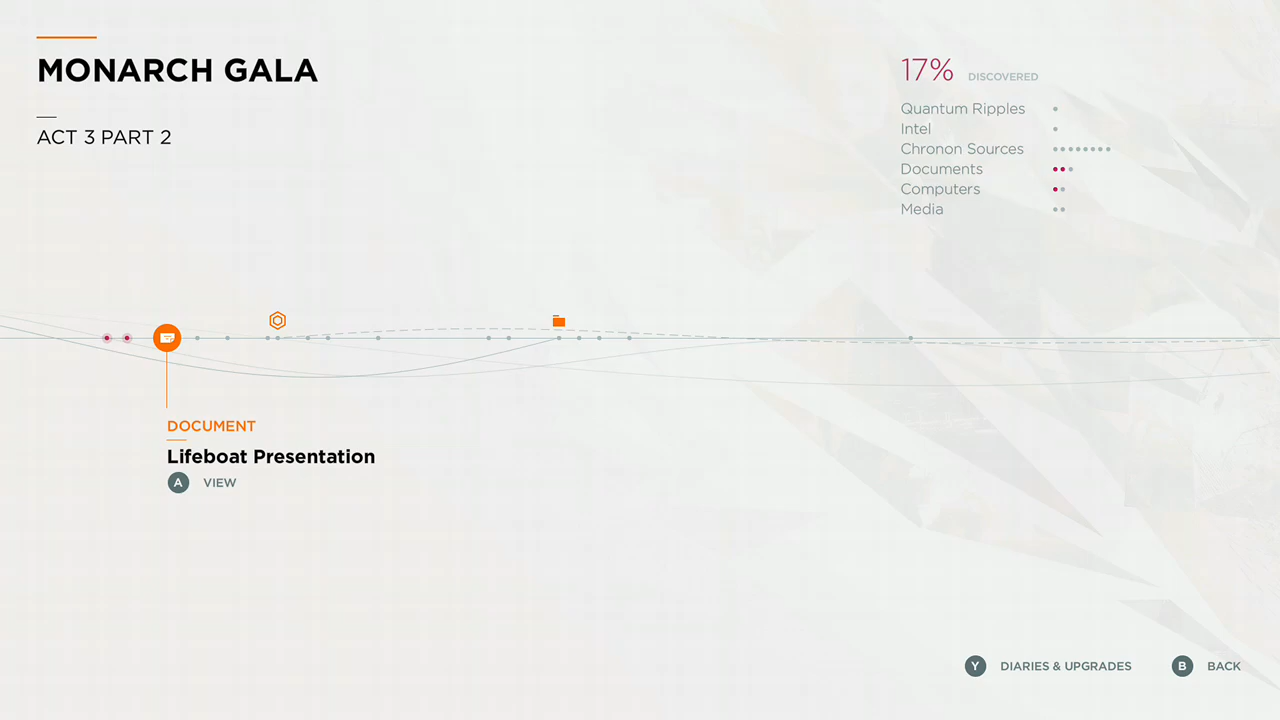 MONARCH GALA
ACT 3 PART 2
17% DISCOVERED
Quantum Ripples
Intel
Chronon Sources
Documents
Computers
Media
DOCUMENT
Lifeboat Presentation
A VIEW
Y DIARIES & UPGRADES B BACK